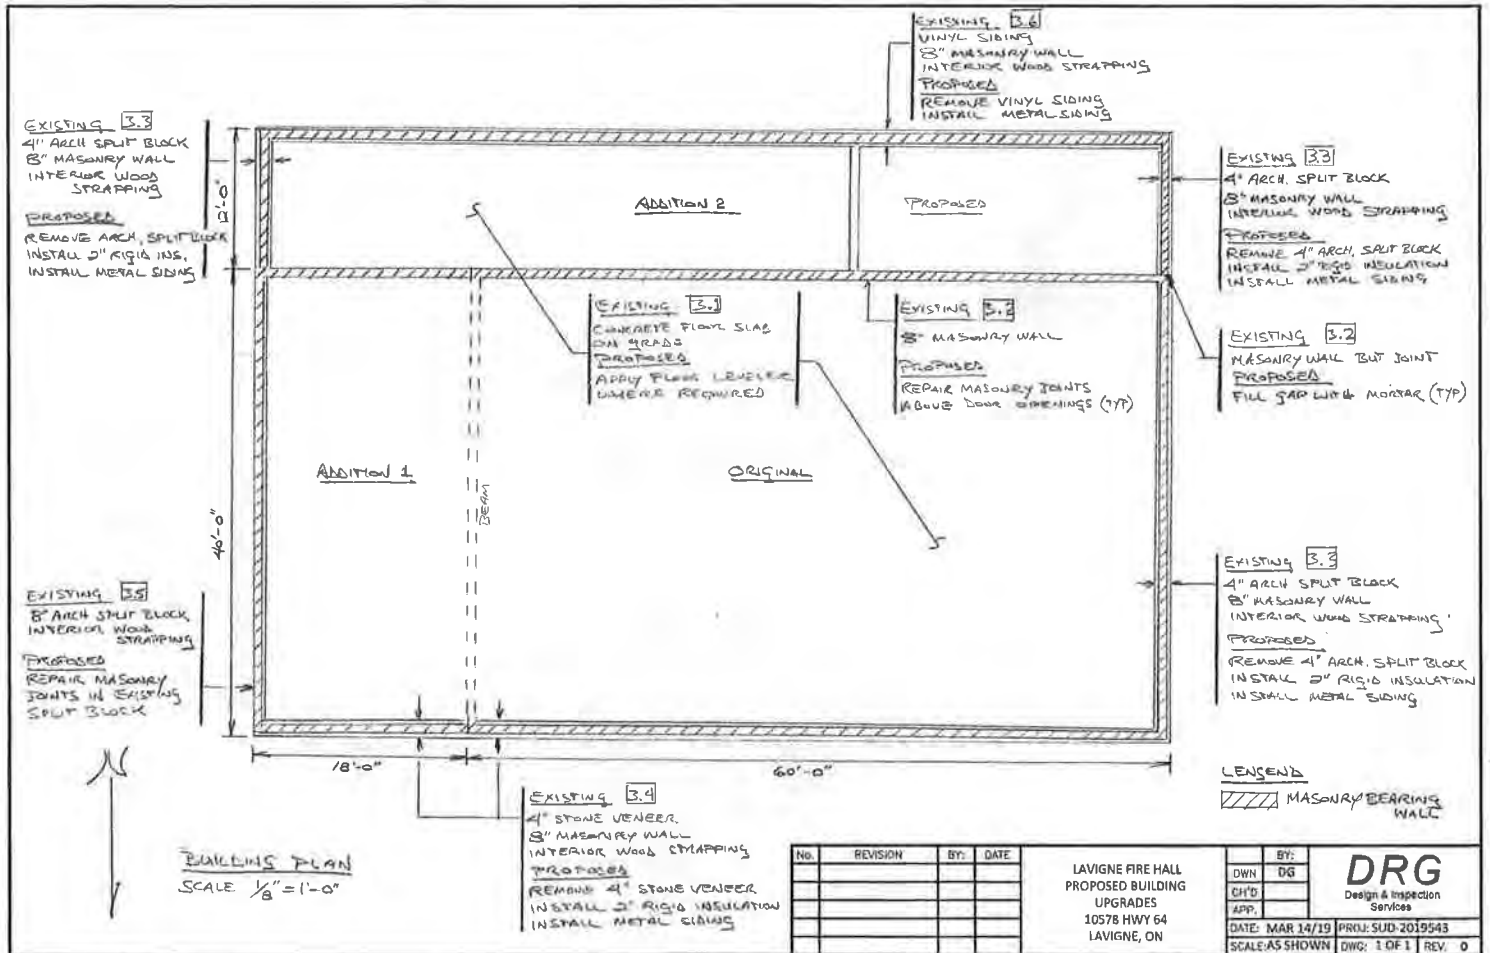 EXISTING 3.6
VINYL SIDING
8" MASONRY WALL
INTERIOR WOOD STRAPPING
PROPOSED
REMOVE VINYL SIDING
INSTALL METAL SIDING
EXISTING 3.3
4" ARCH SPLIT BLOCK
8" MASONRY WALL
INTERIOR WOOD
STRAPPING
PROPOSED
REMOVE ARCH. SPLIT BLOCK
INSTALL 2" RIGID INS.
INSTALL METAL SIDING
12'-0"
ADDITION 2
PROPOSED
EXISTING 3.3
4" ARCH. SPLIT BLOCK
8" MASONRY WALL
INTERIOR WOOD STRAPPING
PROPOSED
REMOVE 4" ARCH. SPLIT BLOCK
INSTALL 2" RIGID INSULATION
INSTALL METAL SIDING
EXISTING 3.1
CONCRETE FLOOR SLAB
ON GRADE
PROPOSED
APPLY FLOOR LEVELER
WHERE REQUIRED
EXISTING 3.2
8" MASONRY WALL
PROPOSED
REPAIR MASONRY JOINTS
ABOVE DOOR OPENINGS (TYP)
EXISTING 3.2
MASONRY WALL BUT JOINT
PROPOSED
FILL GAP WITH MORTAR (TYP)
ADDITION 1
BEAM
ORIGINAL
40'-0"
EXISTING 3.5
8" ARCH SPLIT BLOCK
INTERIOR WOOD
STRAPPING
PROPOSED
REPAIR MASONRY
JOINTS IN EXISTING
SPLIT BLOCK
EXISTING 3.3
4" ARCH SPLIT BLOCK
8" MASONRY WALL
INTERIOR WOOD STRAPPING
PROPOSED
REMOVE 4" ARCH. SPLIT BLOCK
INSTALL 2" RIGID INSULATION
INSTALL METAL SIDING
18'-0"
60'-0"
N
EXISTING 3.4
4" STONE VENEER
8" MASONRY WALL
INTERIOR WOOD STRAPPING
PROPOSED
REMOVE 4" STONE VENEER
INSTALL 2" RIGID INSULATION
INSTALL METAL SIDING
LENGEND
MASONRY BEARING
WALL
BUILDING PLAN
SCALE 1/8" = 1'-0"
No. REVISION BY: DATE
LAVIGNE FIRE HALL
PROPOSED BUILDING
UPGRADES
10578 HWY 64
LAVIGNE, ON
BY:
DWN DG
CH'D
APP.
DRG
Design & Inspection
Services
DATE: MAR 14/19 PROJ: SUD-2019543
SCALE: AS SHOWN DWG: 1 OF 1 REV. 0